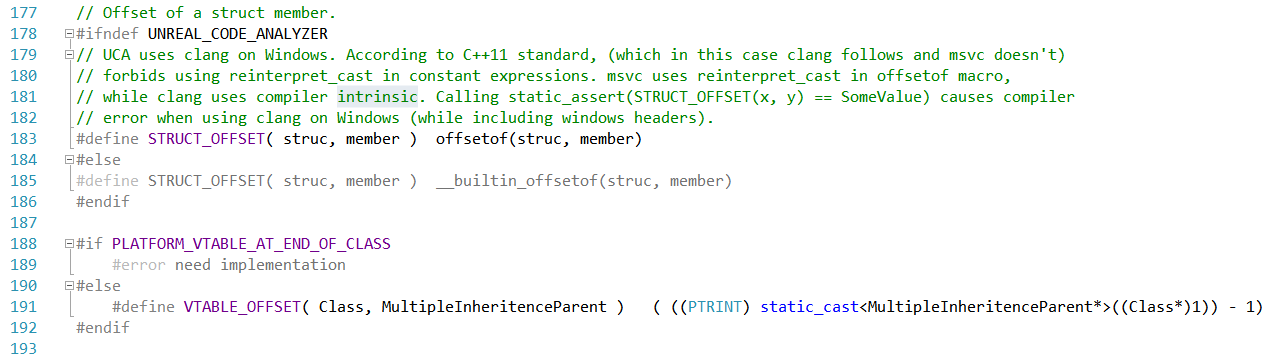 177 // Offset of a struct member.
178 #ifndef UNREAL_CODE_ANALYZER
179 // UCA uses clang on Windows. According to C++11 standard, (which in this case clang follows and msvc doesn't)
180 // forbids using reinterpret_cast in constant expressions. msvc uses reinterpret_cast in offsetof macro,
181 // while clang uses compiler intrinsic. Calling static_assert(STRUCT_OFFSET(x, y) == SomeValue) causes compiler
182 // error when using clang on Windows (while including windows headers).
183 #define STRUCT_OFFSET( struc, member )  offsetof(struc, member)
184 #else
185 #define STRUCT_OFFSET( struc, member )  __builtin_offsetof(struc, member)
186 #endif
187
188 #if PLATFORM_VTABLE_AT_END_OF_CLASS
189     #error need implementation
190 #else
191     #define VTABLE_OFFSET( Class, MultipleInheritenceParent )   ( ((PTRINT) static_cast<MultipleInheritenceParent*>((Class*)1)) - 1)
192 #endif
193